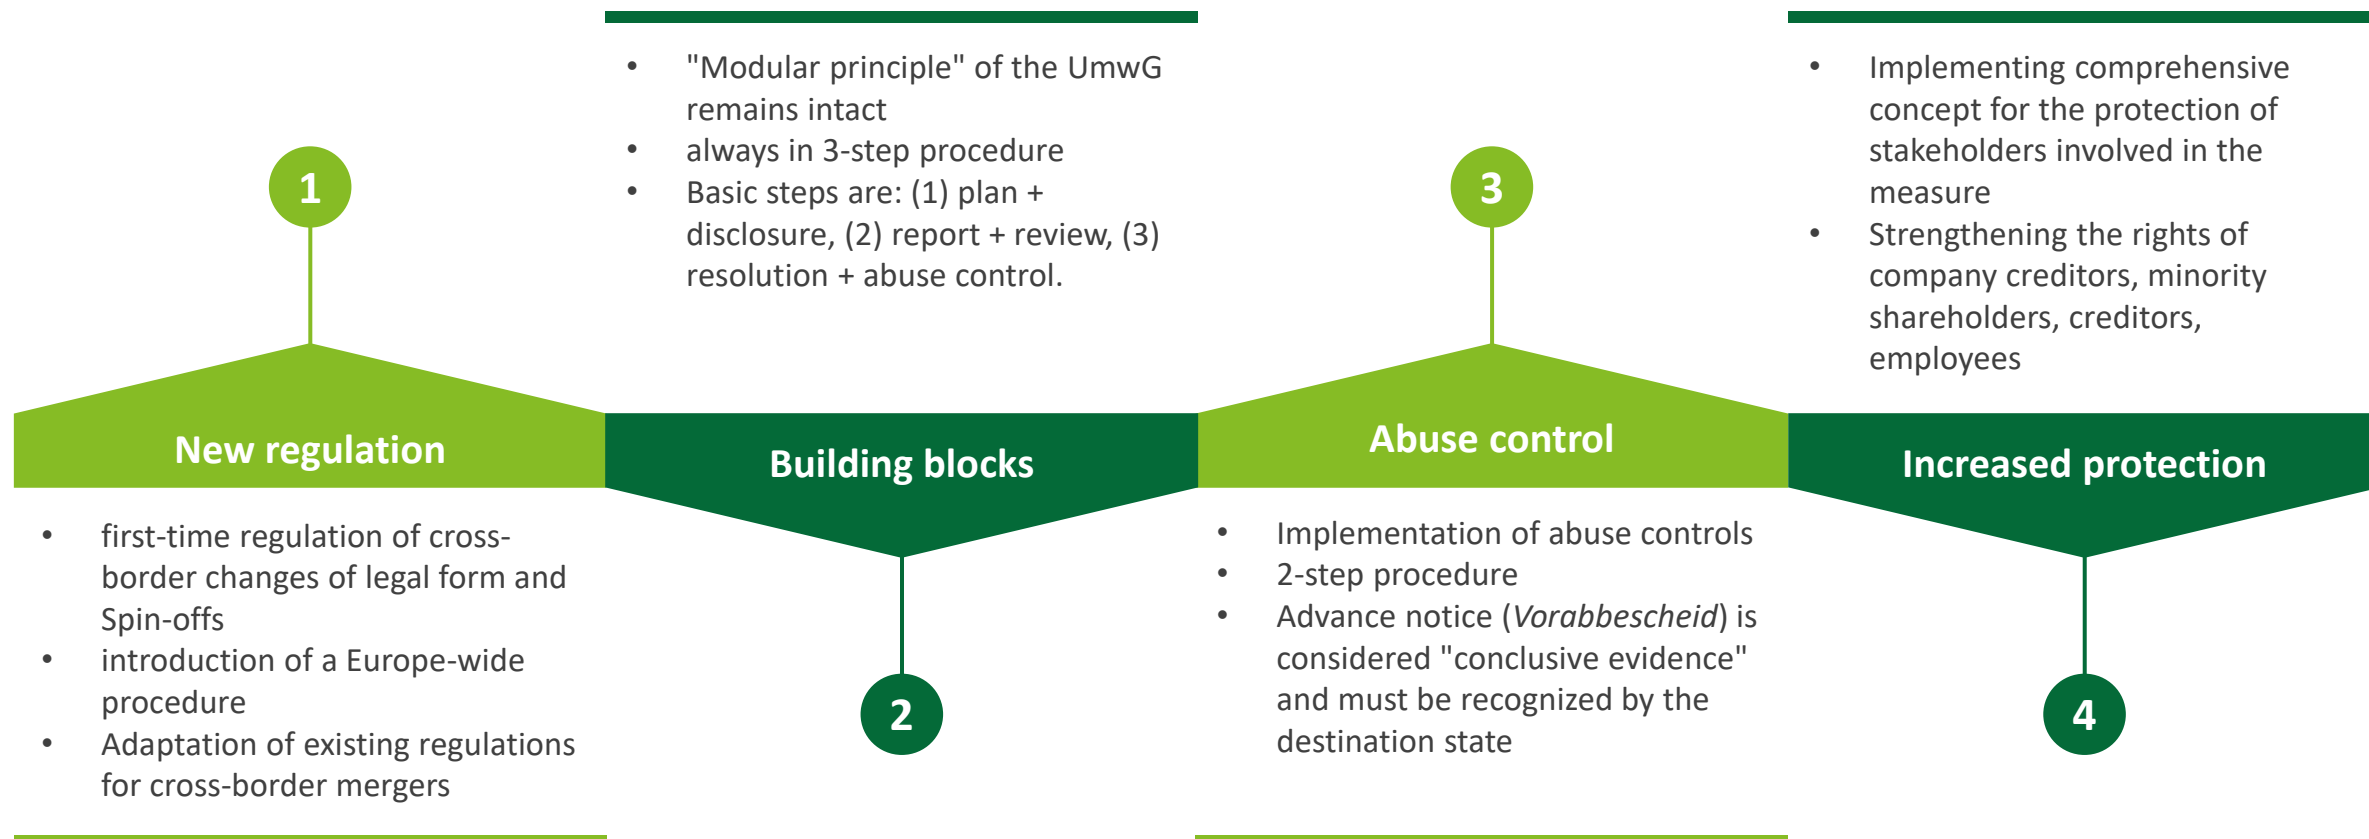 1
New regulation
• first-time regulation of cross-
border changes of legal form and
Spin-offs
• introduction of a Europe-wide
procedure
• Adaptation of existing regulations
for cross-border mergers
• "Modular principle" of the UmwG
remains intact
• always in 3-step procedure
• Basic steps are: (1) plan +
disclosure, (2) report + review, (3)
resolution + abuse control.
Building blocks
2
3
Abuse control
• Implementation of abuse controls
• 2-step procedure
• Advance notice (Vorabbescheid) is
considered "conclusive evidence"
and must be recognized by the
destination state
• Implementing comprehensive
concept for the protection of
stakeholders involved in the
measure
• Strengthening the rights of
company creditors, minority
shareholders, creditors,
employees
Increased protection
4